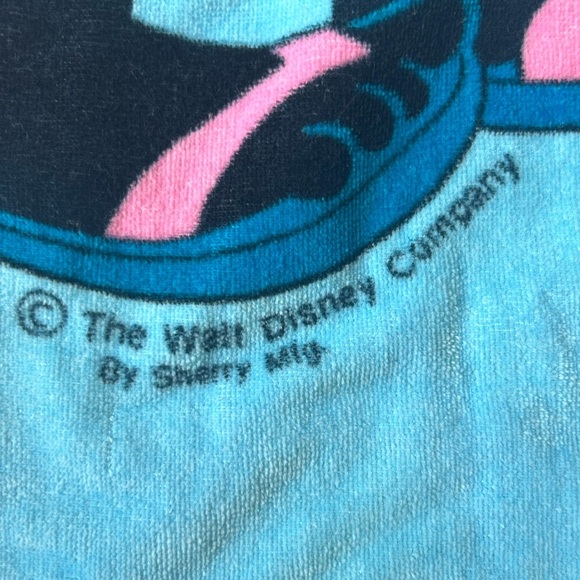 © The Walt Disney Company
By Sherry Mfg.